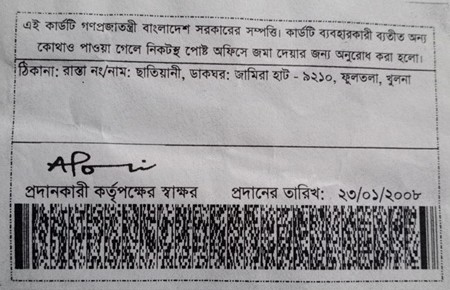 এই কার্ডটি গণপ্রজাতন্ত্রী বাংলাদেশ সরকারের সম্পত্তি। কার্ডটি ব্যবহারকারী ব্যতীত অন্য
কোথাও পাওয়া গেলে নিকটস্থ পোষ্ট অফিসে জমা দেয়ার জন্য অনুরোধ করা হলো।
ঠিকানা: রাস্তা নং/নাম: ছাতিয়ানী, ডাকঘর: জামিরা হাট - ৯২১০, ফুলতলা, খুলনা
প্রদানকারী কর্তৃপক্ষের স্বাক্ষর প্রদানের তারিখ: ২৩/০১/২০০৮